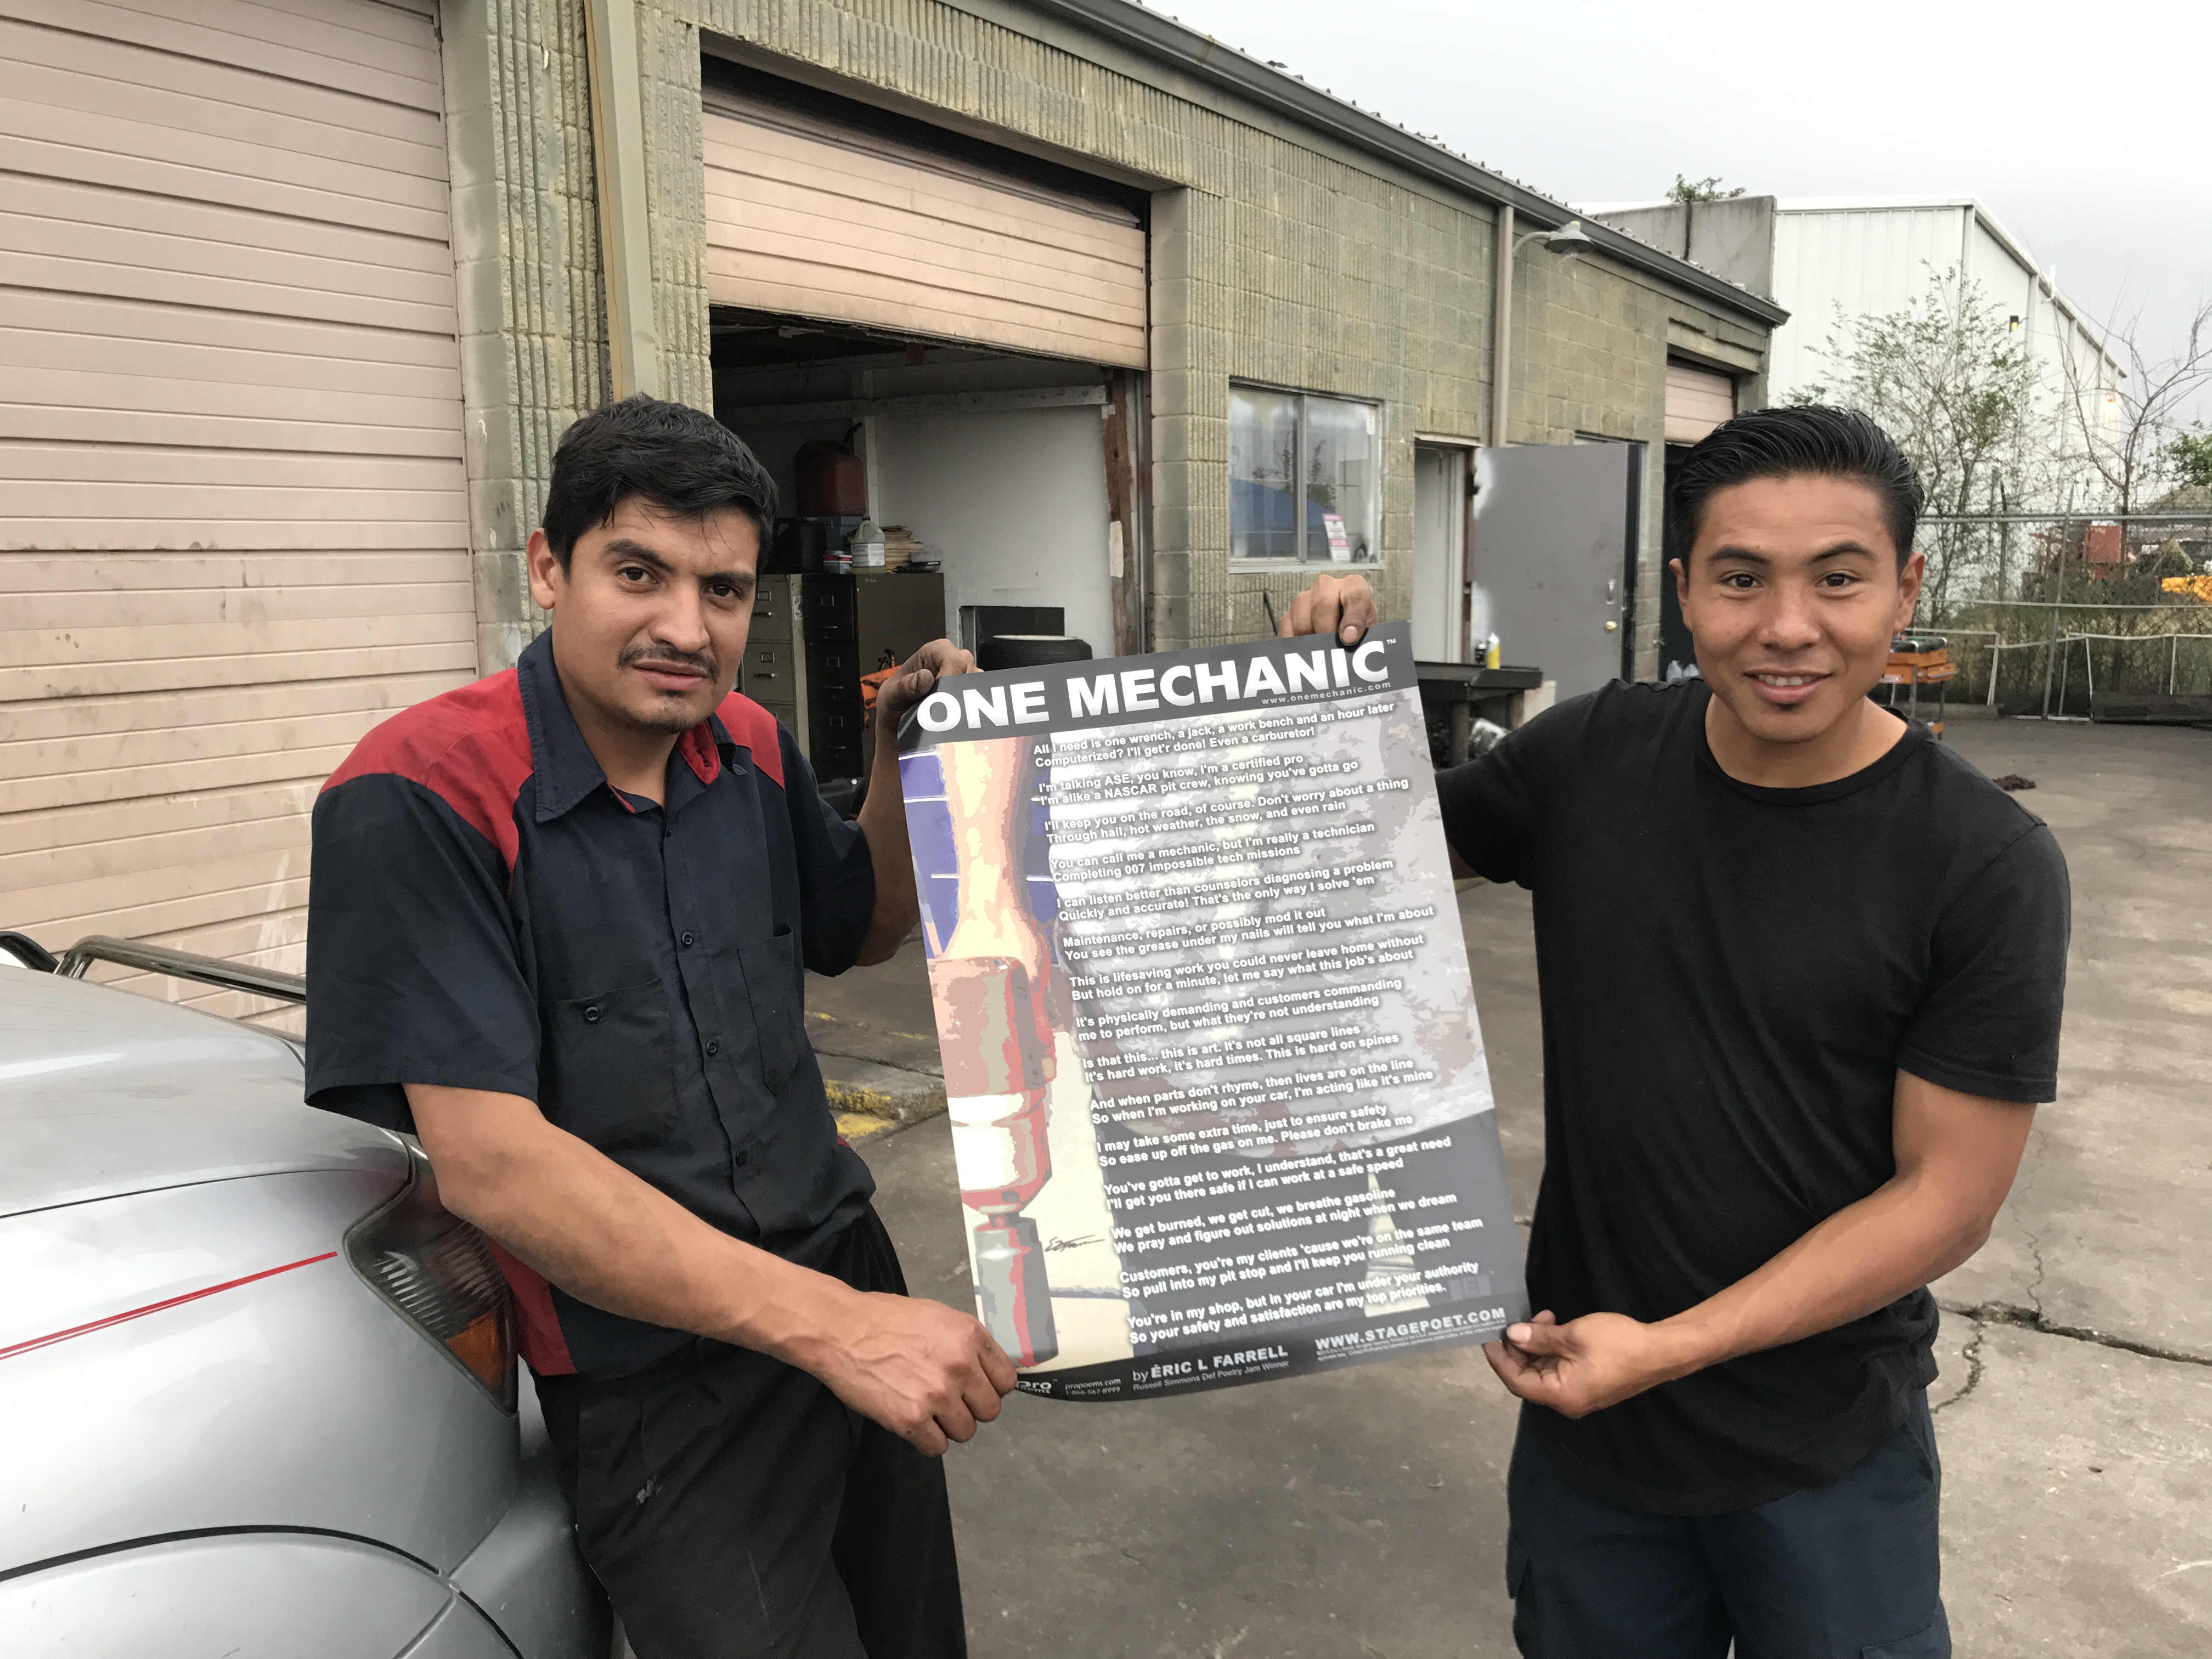 ONE MECHANIC™
www.onemechanic.com
All I need is one wrench, a jack, a work bench and an hour later
Computerized? I'll get'r done! Even a carburetor!
I'm talking ASE, you know, I'm a certified pro
I'm alike a NASCAR pit crew, knowing you've gotta go
I'll keep you on the road, of course. Don't worry about a thing
Through hail, hot weather, the snow, and even rain
You can call me a mechanic, but I'm really a technician
Completing 007 impossible tech missions
I can listen better than counselors diagnosing a problem
Quickly and accurate! That's the only way I solve 'em
Maintenance, repairs, or possibly mod it out
You see the grease under my nails will tell you what I'm about
This is lifesaving work you could never leave home without
But hold on for a minute, let me say what this job's about
It's physically demanding and customers commanding
me to perform, but what they're not understanding
Is that this... this is art. It's not all square lines
It's hard work, it's hard times. This is hard on spines
And when parts don't rhyme, then lives are on the line
So when I'm working on your car, I'm acting like it's mine
I may take some extra time, just to ensure safety
So ease up off the gas on me. Please don't brake me
You've gotta get to work, I understand, that's a great need
I'll get you there safe if I can work at a safe speed
We get burned, we get cut, we breathe gasoline
We pray and figure out solutions at night when we dream
Customers, you're my clients 'cause we're on the same team
So pull into my pit stop and I'll keep you running clean
You're in my shop, but in your car I'm under your authority
So your safety and satisfaction are my top priorities.
WWW.STAGEPOET.COM
by ÉRIC L FARRELL
Russell Simmons Def Poetry Jam Winner
propoems.com
1-866-567-8999